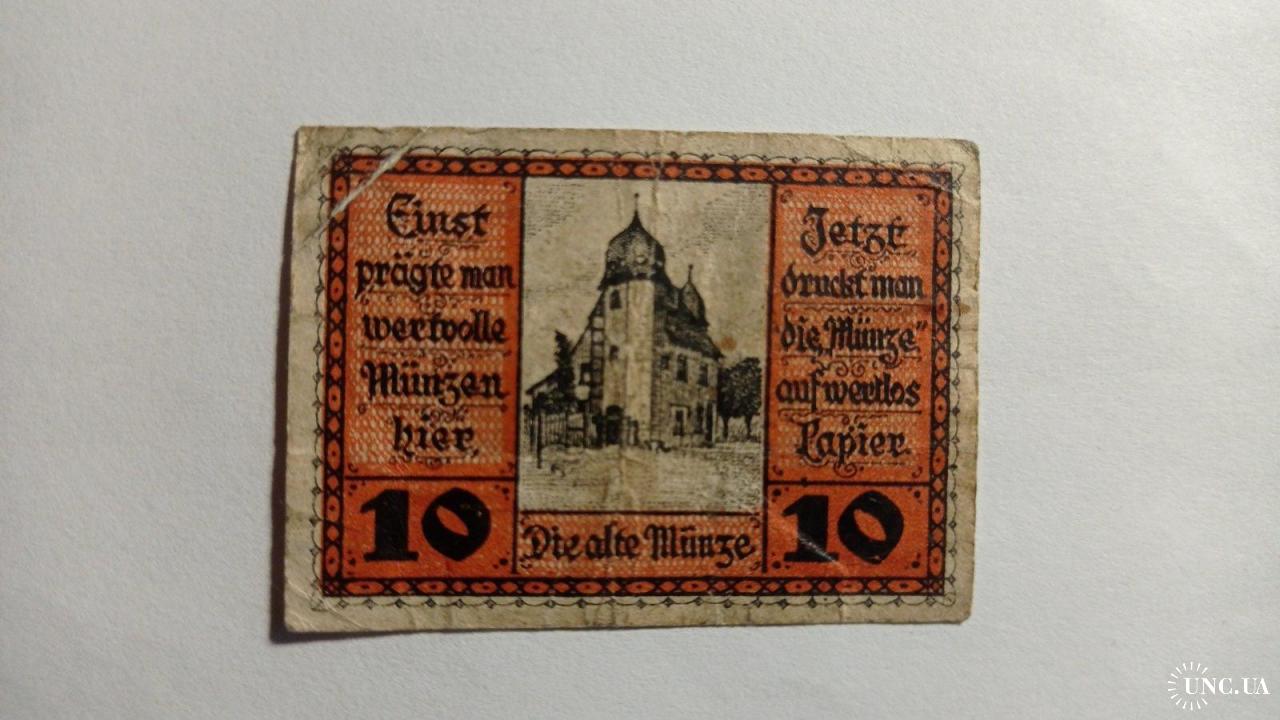 Einst
prägte man
wertvolle
Münzen
hier,
10
Die alte Münze
Jetzt
druckt man
die „Münze“
auf wertlos
Papier.
10
UNC.UA